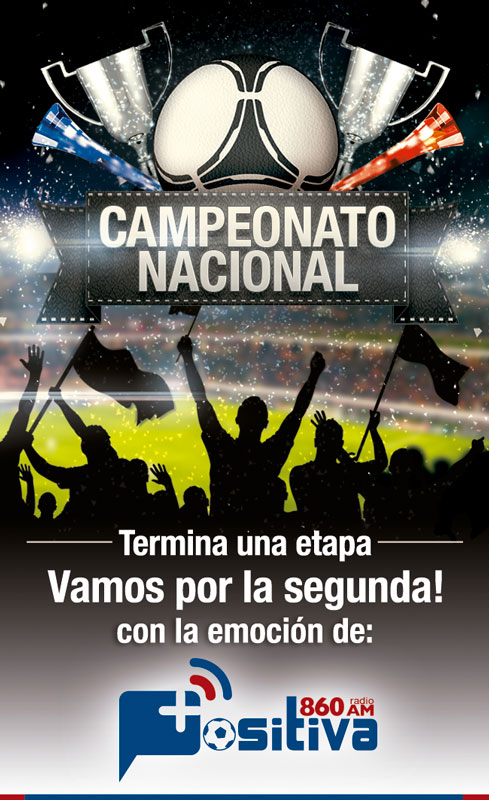 CAMPEONATO
NACIONAL
Termina una etapa
Vamos por la segunda!
con la emoción de:
860 radio AM
Positiva